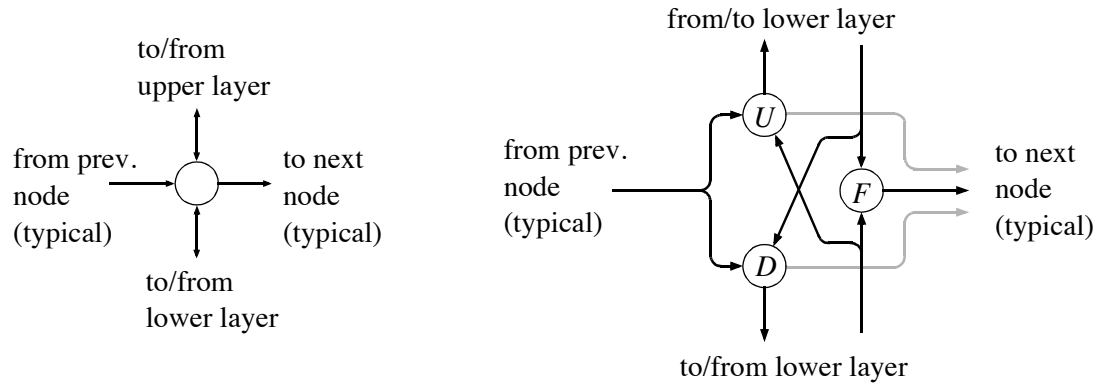 to/from
upper layer
from prev.
node
(typical)
to next
node
(typical)
to/from
lower layer
from/to lower layer
U
from prev.
node
(typical)
F
to next
node
(typical)
D
to/from lower layer